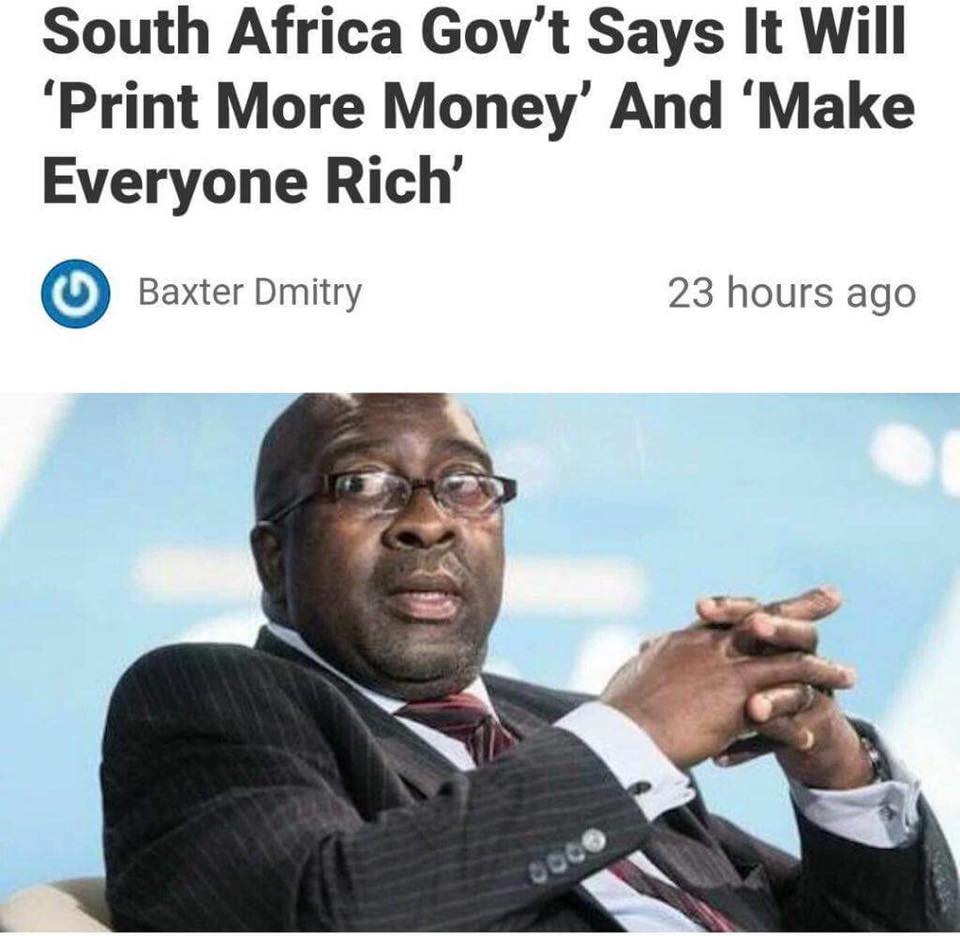 South Africa Gov’t Says It Will
‘Print More Money’ And ‘Make
Everyone Rich’
Baxter Dmitry
23 hours ago